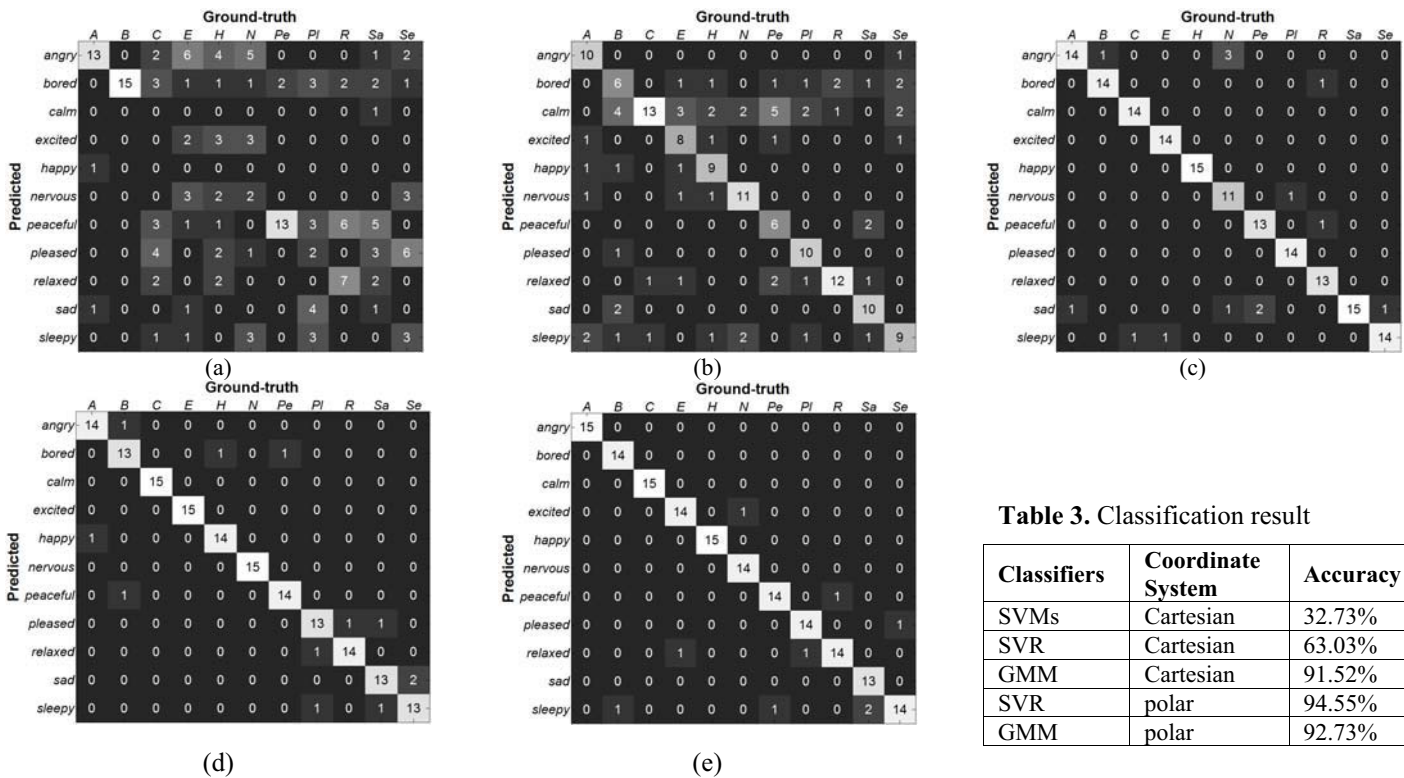 Ground-truth
A B C E H N Pe Pl R Sa Se
Predicted
angry 13 0 2 6 4 5 0 0 0 1 2
bored 0 15 3 1 1 1 2 3 2 2 1
calm 0 0 0 0 0 0 0 0 0 1 0
excited 0 0 0 2 3 3 0 0 0 0 0
happy 1 0 0 0 0 0 0 0 0 0 0
nervous 0 0 0 3 2 2 0 0 0 0 3
peaceful 0 0 3 1 1 0 13 3 6 5 0
pleased 0 0 4 0 2 1 0 2 0 3 6
relaxed 0 0 2 0 2 0 0 0 7 2 0
sad 1 0 0 1 0 0 0 4 0 1 0
sleepy 0 0 1 1 0 3 0 3 0 0 3
(a)
Ground-truth
A B C E H N Pe Pl R Sa Se
Predicted
angry 10 0 0 0 0 0 0 0 0 0 1
bored 0 6 0 1 1 0 1 1 2 1 2
calm 0 4 13 3 2 2 5 2 1 0 2
excited 1 0 0 8 1 0 1 0 0 0 1
happy 1 1 0 1 9 0 0 0 0 0 0
nervous 1 0 0 1 1 11 0 0 0 0 0
peaceful 0 0 0 0 0 0 6 0 0 2 0
pleased 0 1 0 0 0 0 0 10 0 0 0
relaxed 0 0 1 1 0 0 2 1 12 1 0
sad 0 2 0 0 0 0 0 0 0 10 0
sleepy 2 1 1 0 1 2 0 1 0 1 9
(b)
Ground-truth
A B C E H N Pe Pl R Sa Se
Predicted
angry 14 1 0 0 0 3 0 0 0 0 0
bored 0 14 0 0 0 0 0 0 1 0 0
calm 0 0 14 0 0 0 0 0 0 0 0
excited 0 0 0 14 0 0 0 0 0 0 0
happy 0 0 0 0 15 0 0 0 0 0 0
nervous 0 0 0 0 0 11 0 1 0 0 0
peaceful 0 0 0 0 0 0 13 0 1 0 0
pleased 0 0 0 0 0 0 0 14 0 0 0
relaxed 0 0 0 0 0 0 0 0 13 0 0
sad 1 0 0 0 0 1 2 0 0 15 1
sleepy 0 0 1 1 0 0 0 0 0 0 14
(c)
Ground-truth
A B C E H N Pe Pl R Sa Se
Predicted
angry 14 1 0 0 0 0 0 0 0 0 0
bored 0 13 0 0 1 0 1 0 0 0 0
calm 0 0 15 0 0 0 0 0 0 0 0
excited 0 0 0 15 0 0 0 0 0 0 0
happy 1 0 0 0 14 0 0 0 0 0 0
nervous 0 0 0 0 0 15 0 0 0 0 0
peaceful 0 1 0 0 0 0 14 0 0 0 0
pleased 0 0 0 0 0 0 0 13 1 1 0
relaxed 0 0 0 0 0 0 0 1 14 0 0
sad 0 0 0 0 0 0 0 0 0 13 2
sleepy 0 0 0 0 0 0 0 1 0 1 13
(d)
Ground-truth
A B C E H N Pe Pl R Sa Se
Predicted
angry 15 0 0 0 0 0 0 0 0 0 0
bored 0 14 0 0 0 0 0 0 0 0 0
calm 0 0 15 0 0 0 0 0 0 0 0
excited 0 0 0 14 0 1 0 0 0 0 0
happy 0 0 0 0 15 0 0 0 0 0 0
nervous 0 0 0 0 0 14 0 0 0 0 0
peaceful 0 0 0 0 0 0 14 0 1 0 0
pleased 0 0 0 0 0 0 0 14 0 0 1
relaxed 0 0 0 1 0 0 0 1 14 0 0
sad 0 0 0 0 0 0 0 0 0 13 0
sleepy 0 1 0 0 0 0 1 0 0 2 14
(e)
Table 3. Classification result
Classifiers Coordinate System Accuracy
SVMs Cartesian 32.73%
SVR Cartesian 63.03%
GMM Cartesian 91.52%
SVR polar 94.55%
GMM polar 92.73%